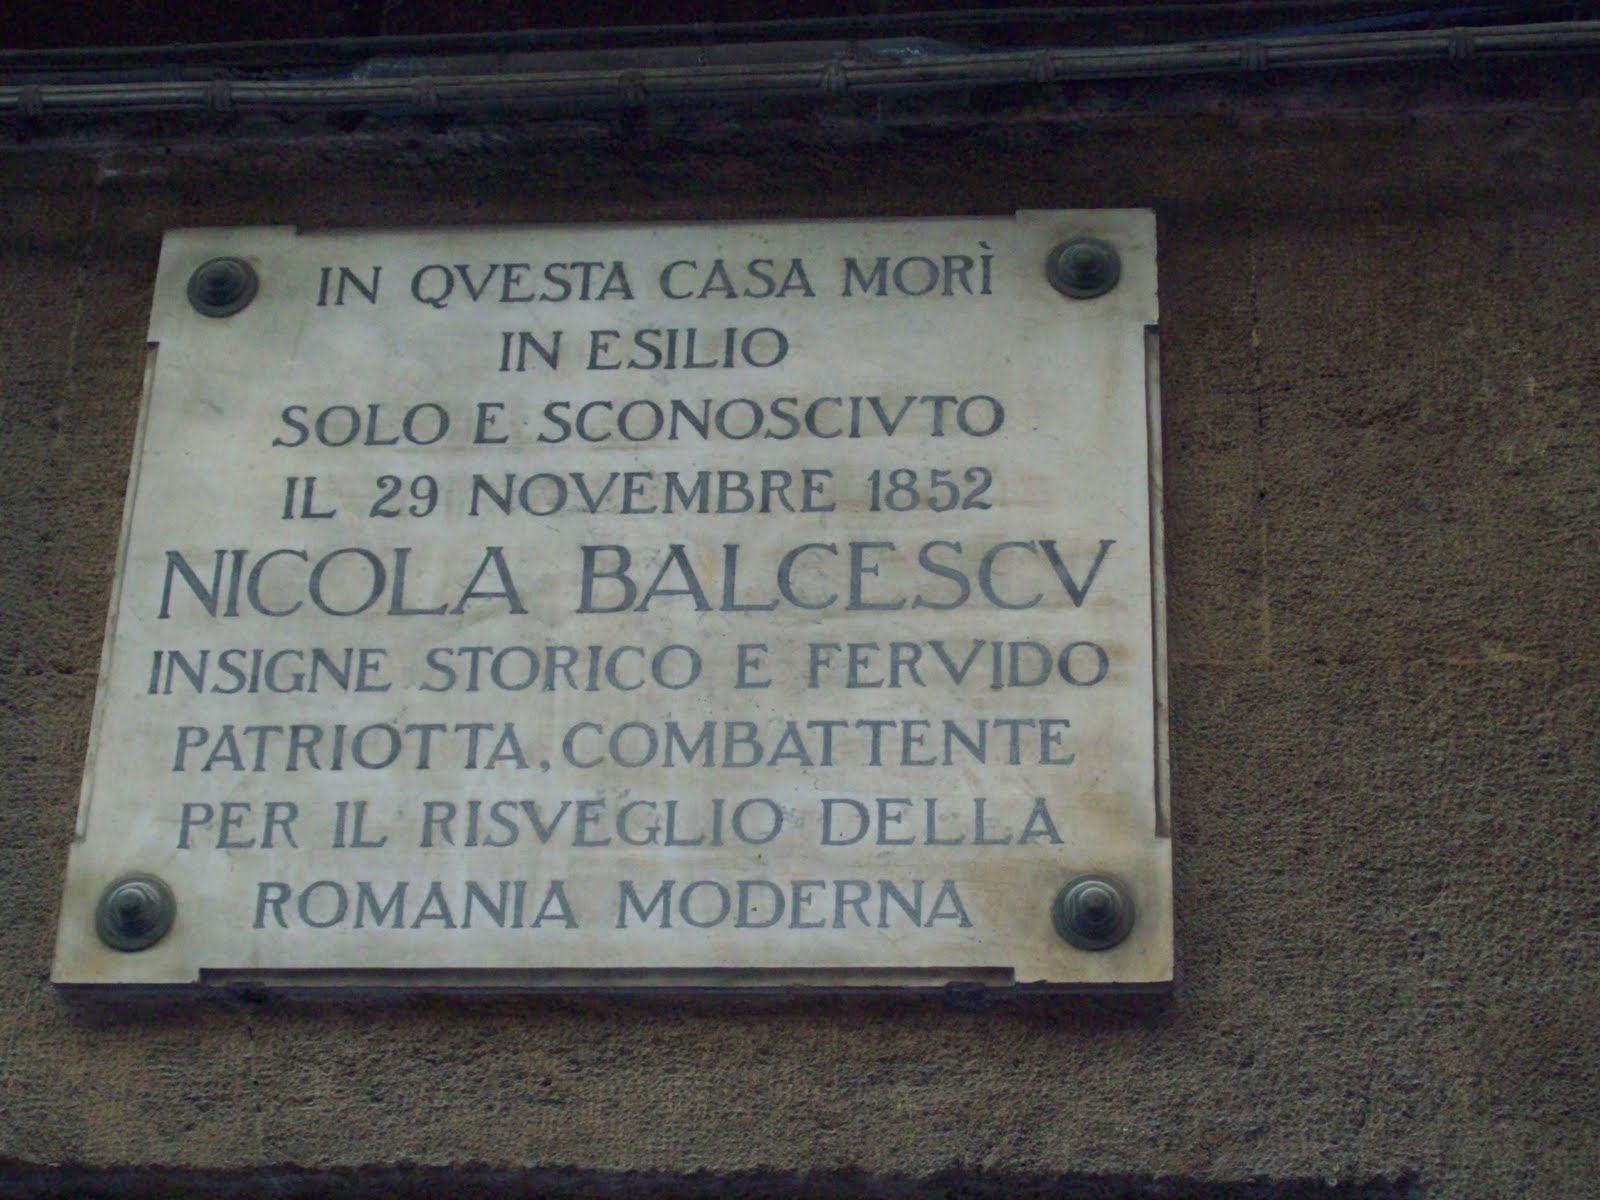 IN QVESTA CASA MORÌ
IN ESILIO
SOLO E SCONOSCIVTO
IL 29 NOVEMBRE 1852
NICOLA BALCESCV
INSIGNE STORICO E FERVIDO
PATRIOTTA, COMBATTENTE
PER IL RISVEGLIO DELLA
ROMANIA MODERNA